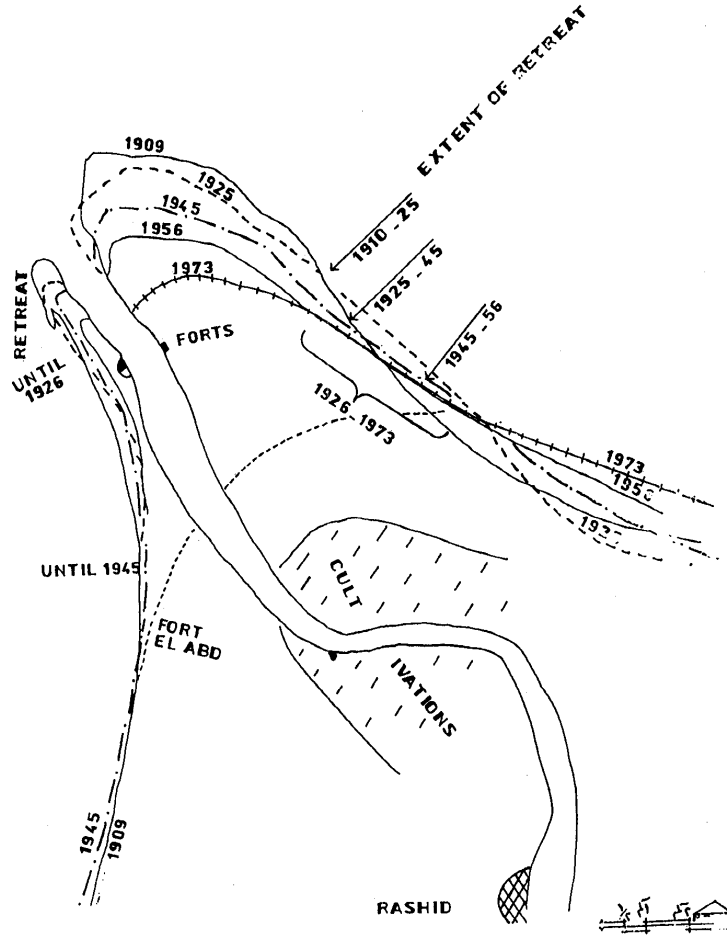 EXTENT OF RETREAT
1909
1925
1945
1956
1973
1910 - 25
1925 - 45
1945 - 56
RETREAT
UNTIL
1926
FORTS
1926 - 1973
1973
UNTIL 1945
CULT
IVATIONS
FORT
EL ABD
1945
1909
RASHID